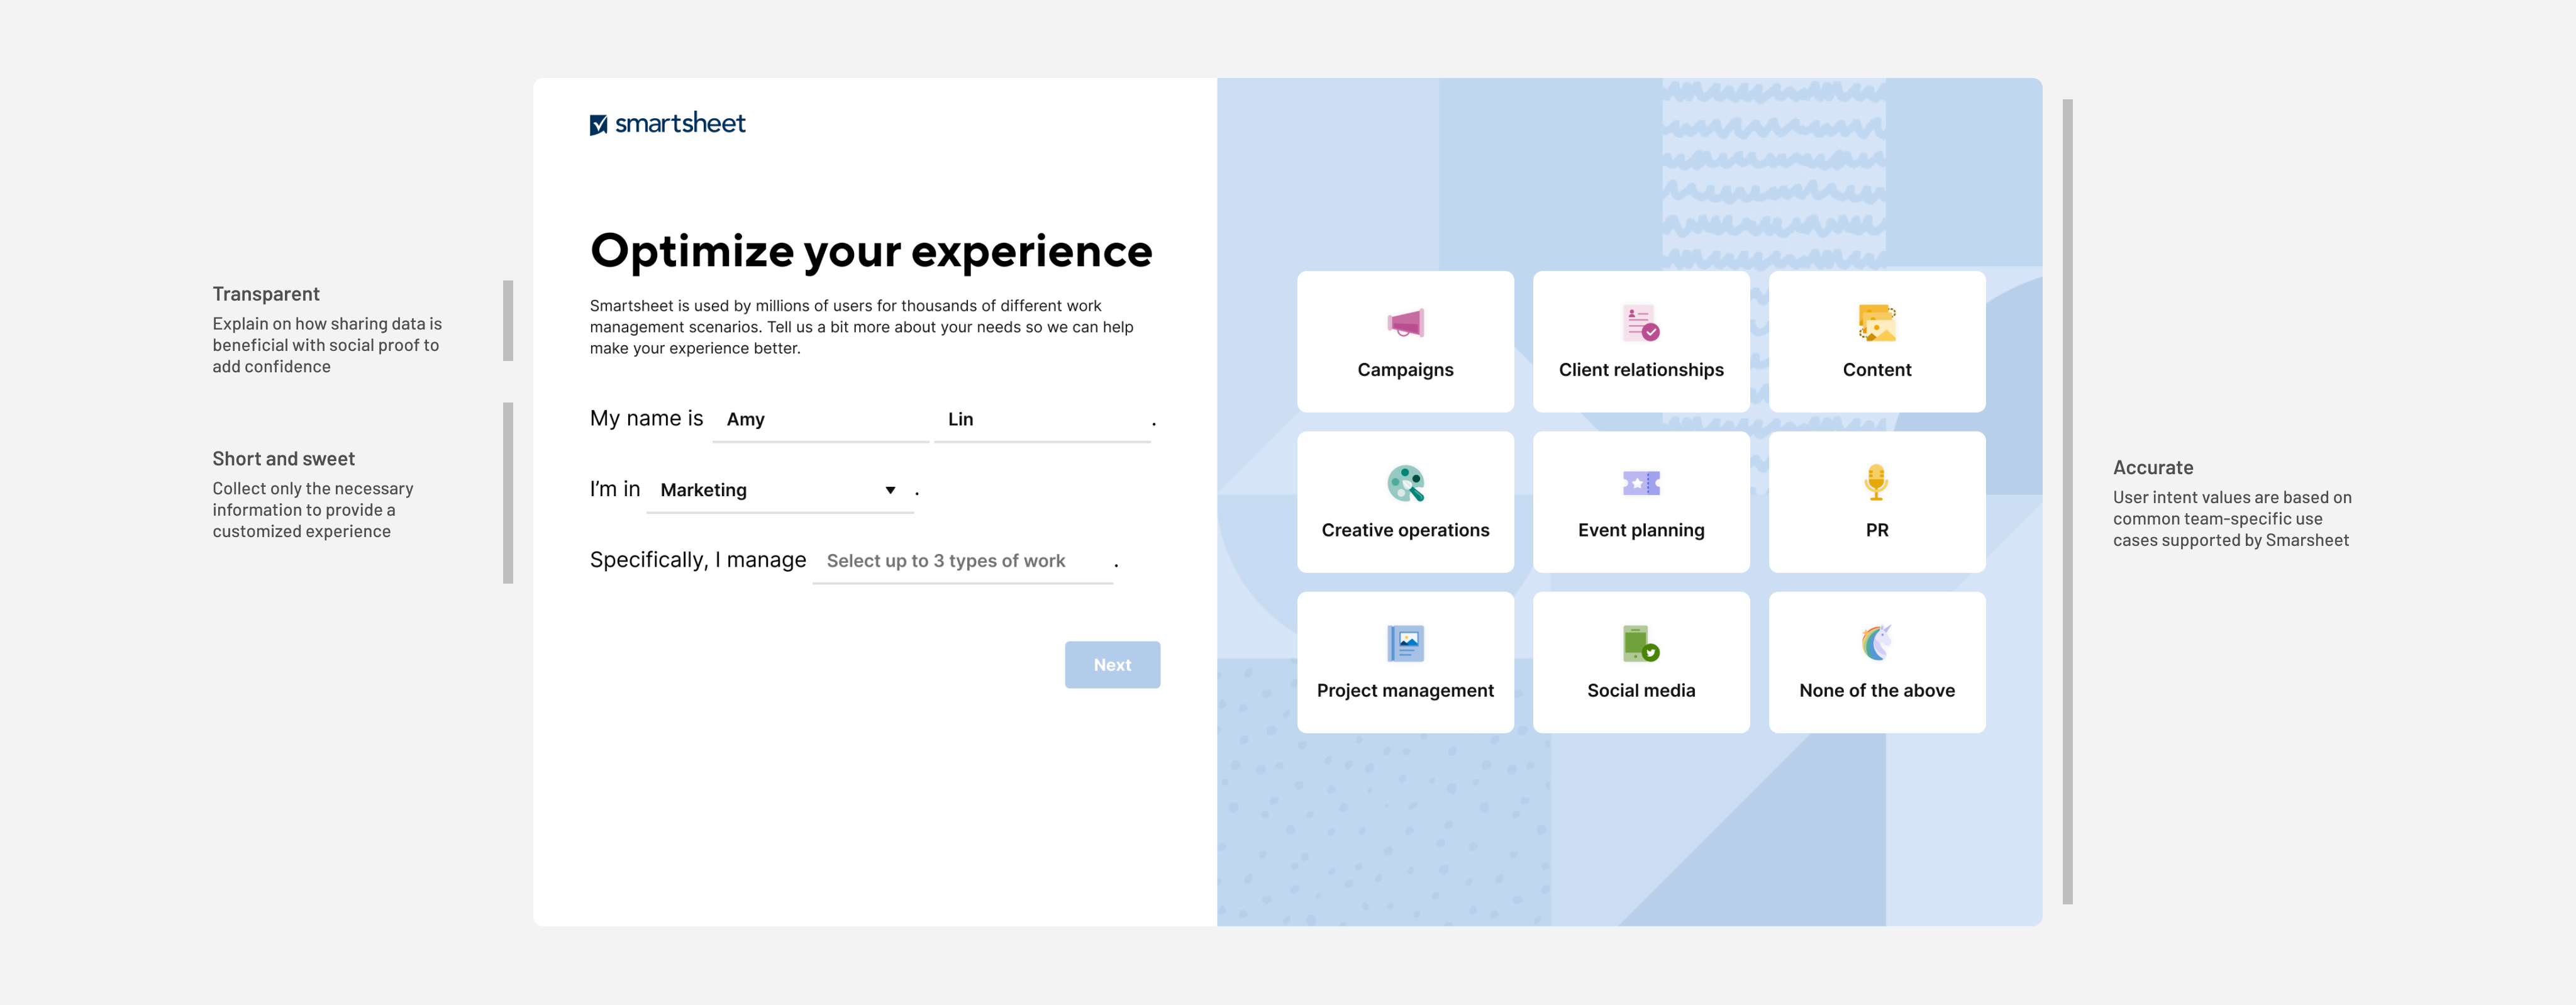 smartsheet
Transparent
Explain on how sharing data is
beneficial with social proof to
add confidence
Short and sweet
Collect only the necessary
information to provide a
customized experience
Optimize your experience
Smartsheet is used by millions of users for thousands of different work
management scenarios. Tell us a bit more about your needs so we can help
make your experience better.
My name is Amy Lin .
I'm in Marketing .
Specifically, I manage Select up to 3 types of work .
Next
Campaigns
Client relationships
Content
Creative operations
Event planning
PR
Project management
Social media
None of the above
Accurate
User intent values are based on
common team-specific use
cases supported by Smarsheet